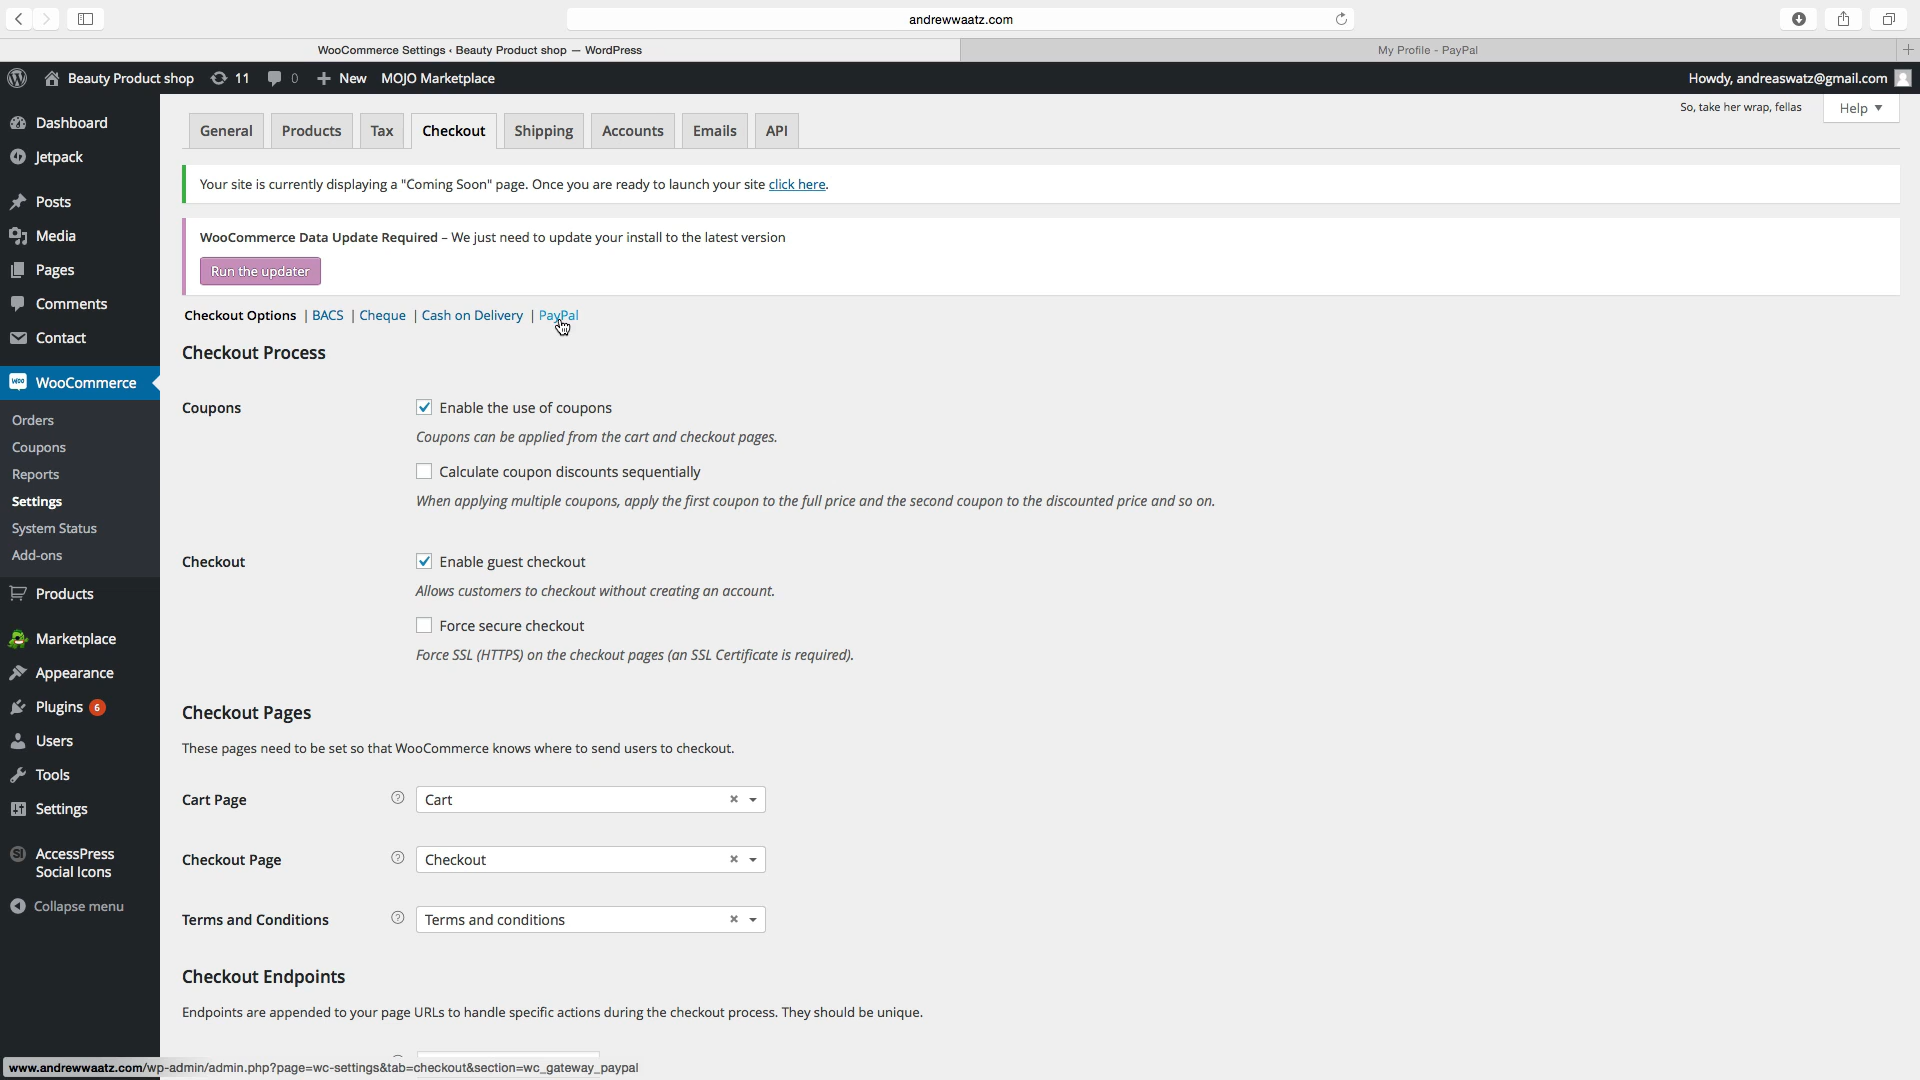 andrewwaatz.com
WooCommerce Settings ‹ Beauty Product shop — WordPress
My Profile - PayPal
Beauty Product shop
11
0
New
MOJO Marketplace
Howdy, andreaswatz@gmail.com
Dashboard
Jetpack
Posts
Media
Pages
Comments
Contact
WooCommerce
Orders
Coupons
Reports
Settings
System Status
Add-ons
Products
Marketplace
Appearance
Plugins 6
Users
Tools
Settings
AccessPress
Social Icons
Collapse menu
So, take her wrap, fellas
Help
General
Products
Tax
Checkout
Shipping
Accounts
Emails
API
Your site is currently displaying a "Coming Soon" page. Once you are ready to launch your site click here.
WooCommerce Data Update Required – We just need to update your install to the latest version
Run the updater
Checkout Options | BACS | Cheque | Cash on Delivery | PayPal
Checkout Process
Coupons
Enable the use of coupons
Coupons can be applied from the cart and checkout pages.
Calculate coupon discounts sequentially
When applying multiple coupons, apply the first coupon to the full price and the second coupon to the discounted price and so on.
Checkout
Enable guest checkout
Allows customers to checkout without creating an account.
Force secure checkout
Force SSL (HTTPS) on the checkout pages (an SSL Certificate is required).
Checkout Pages
These pages need to be set so that WooCommerce knows where to send users to checkout.
Cart Page
Cart
Checkout Page
Checkout
Terms and Conditions
Terms and conditions
Checkout Endpoints
Endpoints are appended to your page URLs to handle specific actions during the checkout process. They should be unique.
www.andrewwaatz.com/wp-admin/admin.php?page=wc-settings&tab=checkout&section=wc_gateway_paypal